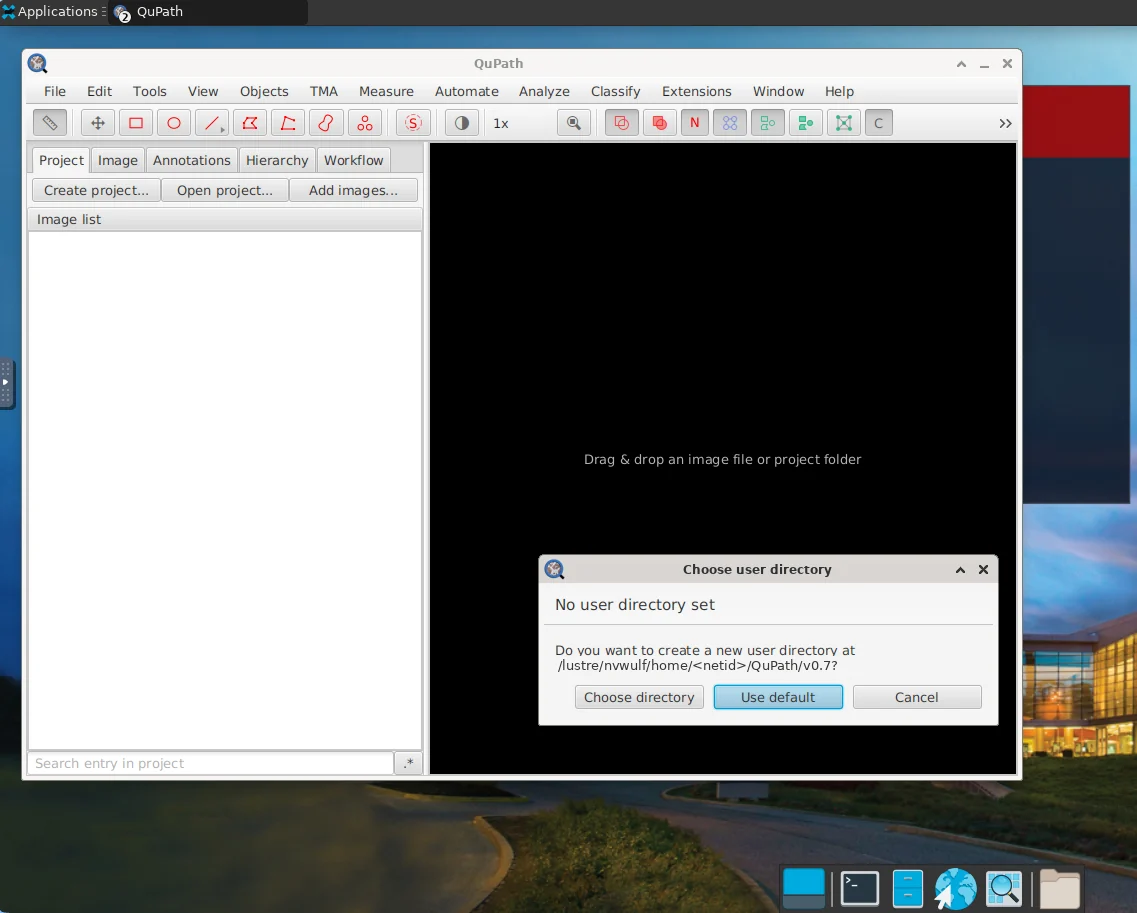 Applications
2 QuPath
QuPath
File Edit Tools View Objects TMA Measure Automate Analyze Classify Extensions Window Help
S 1x N C
Project Image Annotations Hierarchy Workflow
Create project... Open project... Add images...
Image list
Drag & drop an image file or project folder
Choose user directory
No user directory set
Do you want to create a new user directory at
/lustre/nvwulf/home/<netid>/QuPath/v0.7?
Choose directory Use default Cancel
Search entry in project .*